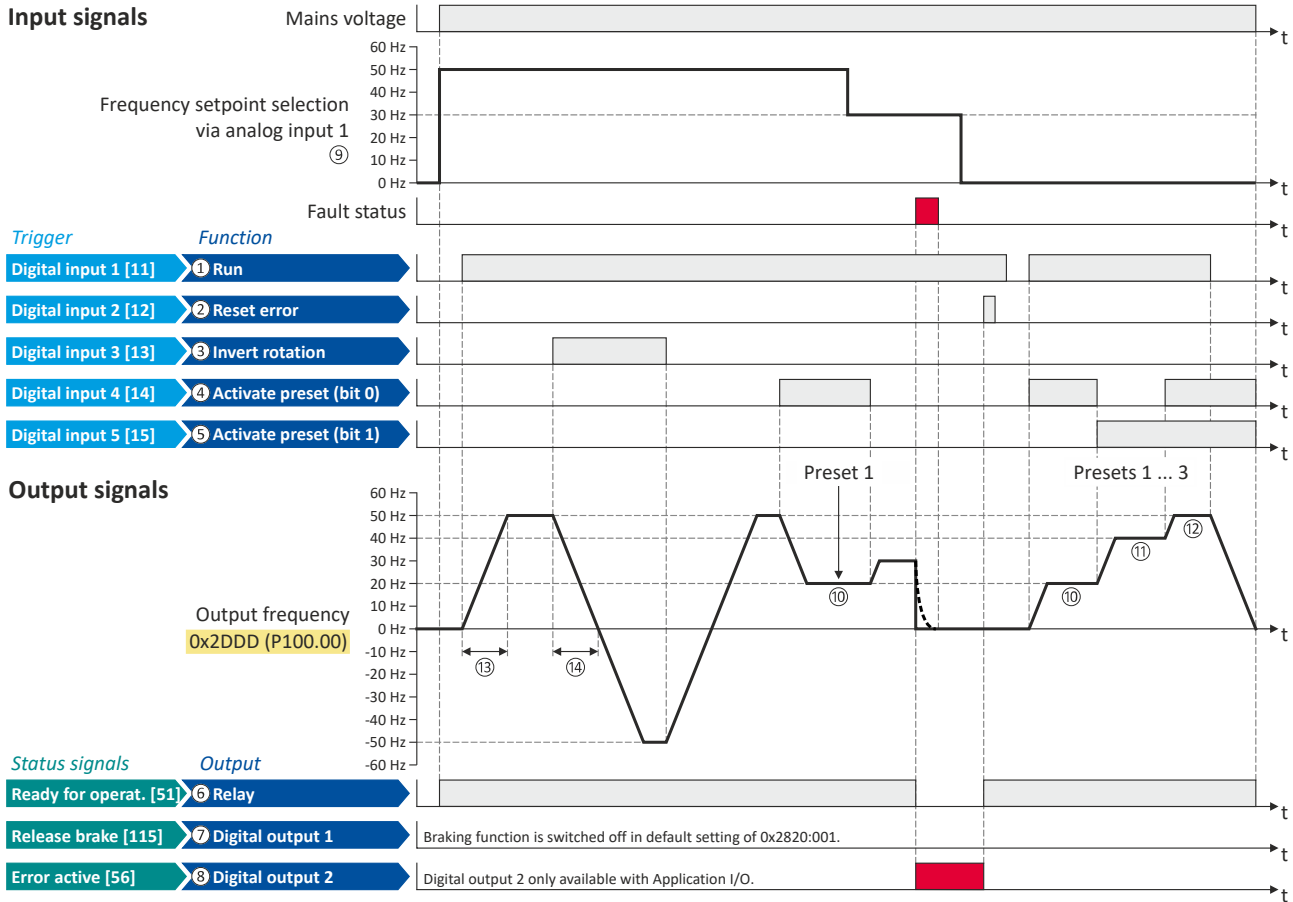 Input signals
Mains voltage
t
60 Hz
50 Hz
40 Hz
30 Hz
20 Hz
10 Hz
0 Hz
Frequency setpoint selection
via analog input 1
⑨
t
Fault status
t
Trigger
Function
Digital input 1 [11]
① Run
t
Digital input 2 [12]
② Reset error
t
Digital input 3 [13]
③ Invert rotation
t
Digital input 4 [14]
④ Activate preset (bit 0)
t
Digital input 5 [15]
⑤ Activate preset (bit 1)
t
Output signals
Preset 1
Presets 1 ... 3
60 Hz
50 Hz
40 Hz
30 Hz
20 Hz
10 Hz
0 Hz
-10 Hz
-20 Hz
-30 Hz
-40 Hz
-50 Hz
-60 Hz
Output frequency
0x2DDD (P100.00)
⑬
⑭
⑩
⑩
⑪
⑫
t
Status signals
Output
Ready for operat. [51]
⑥ Relay
t
Release brake [115]
⑦ Digital output 1
Braking function is switched off in default setting of 0x2820:001.
t
Error active [56]
⑧ Digital output 2
Digital output 2 only available with Application I/O.
t